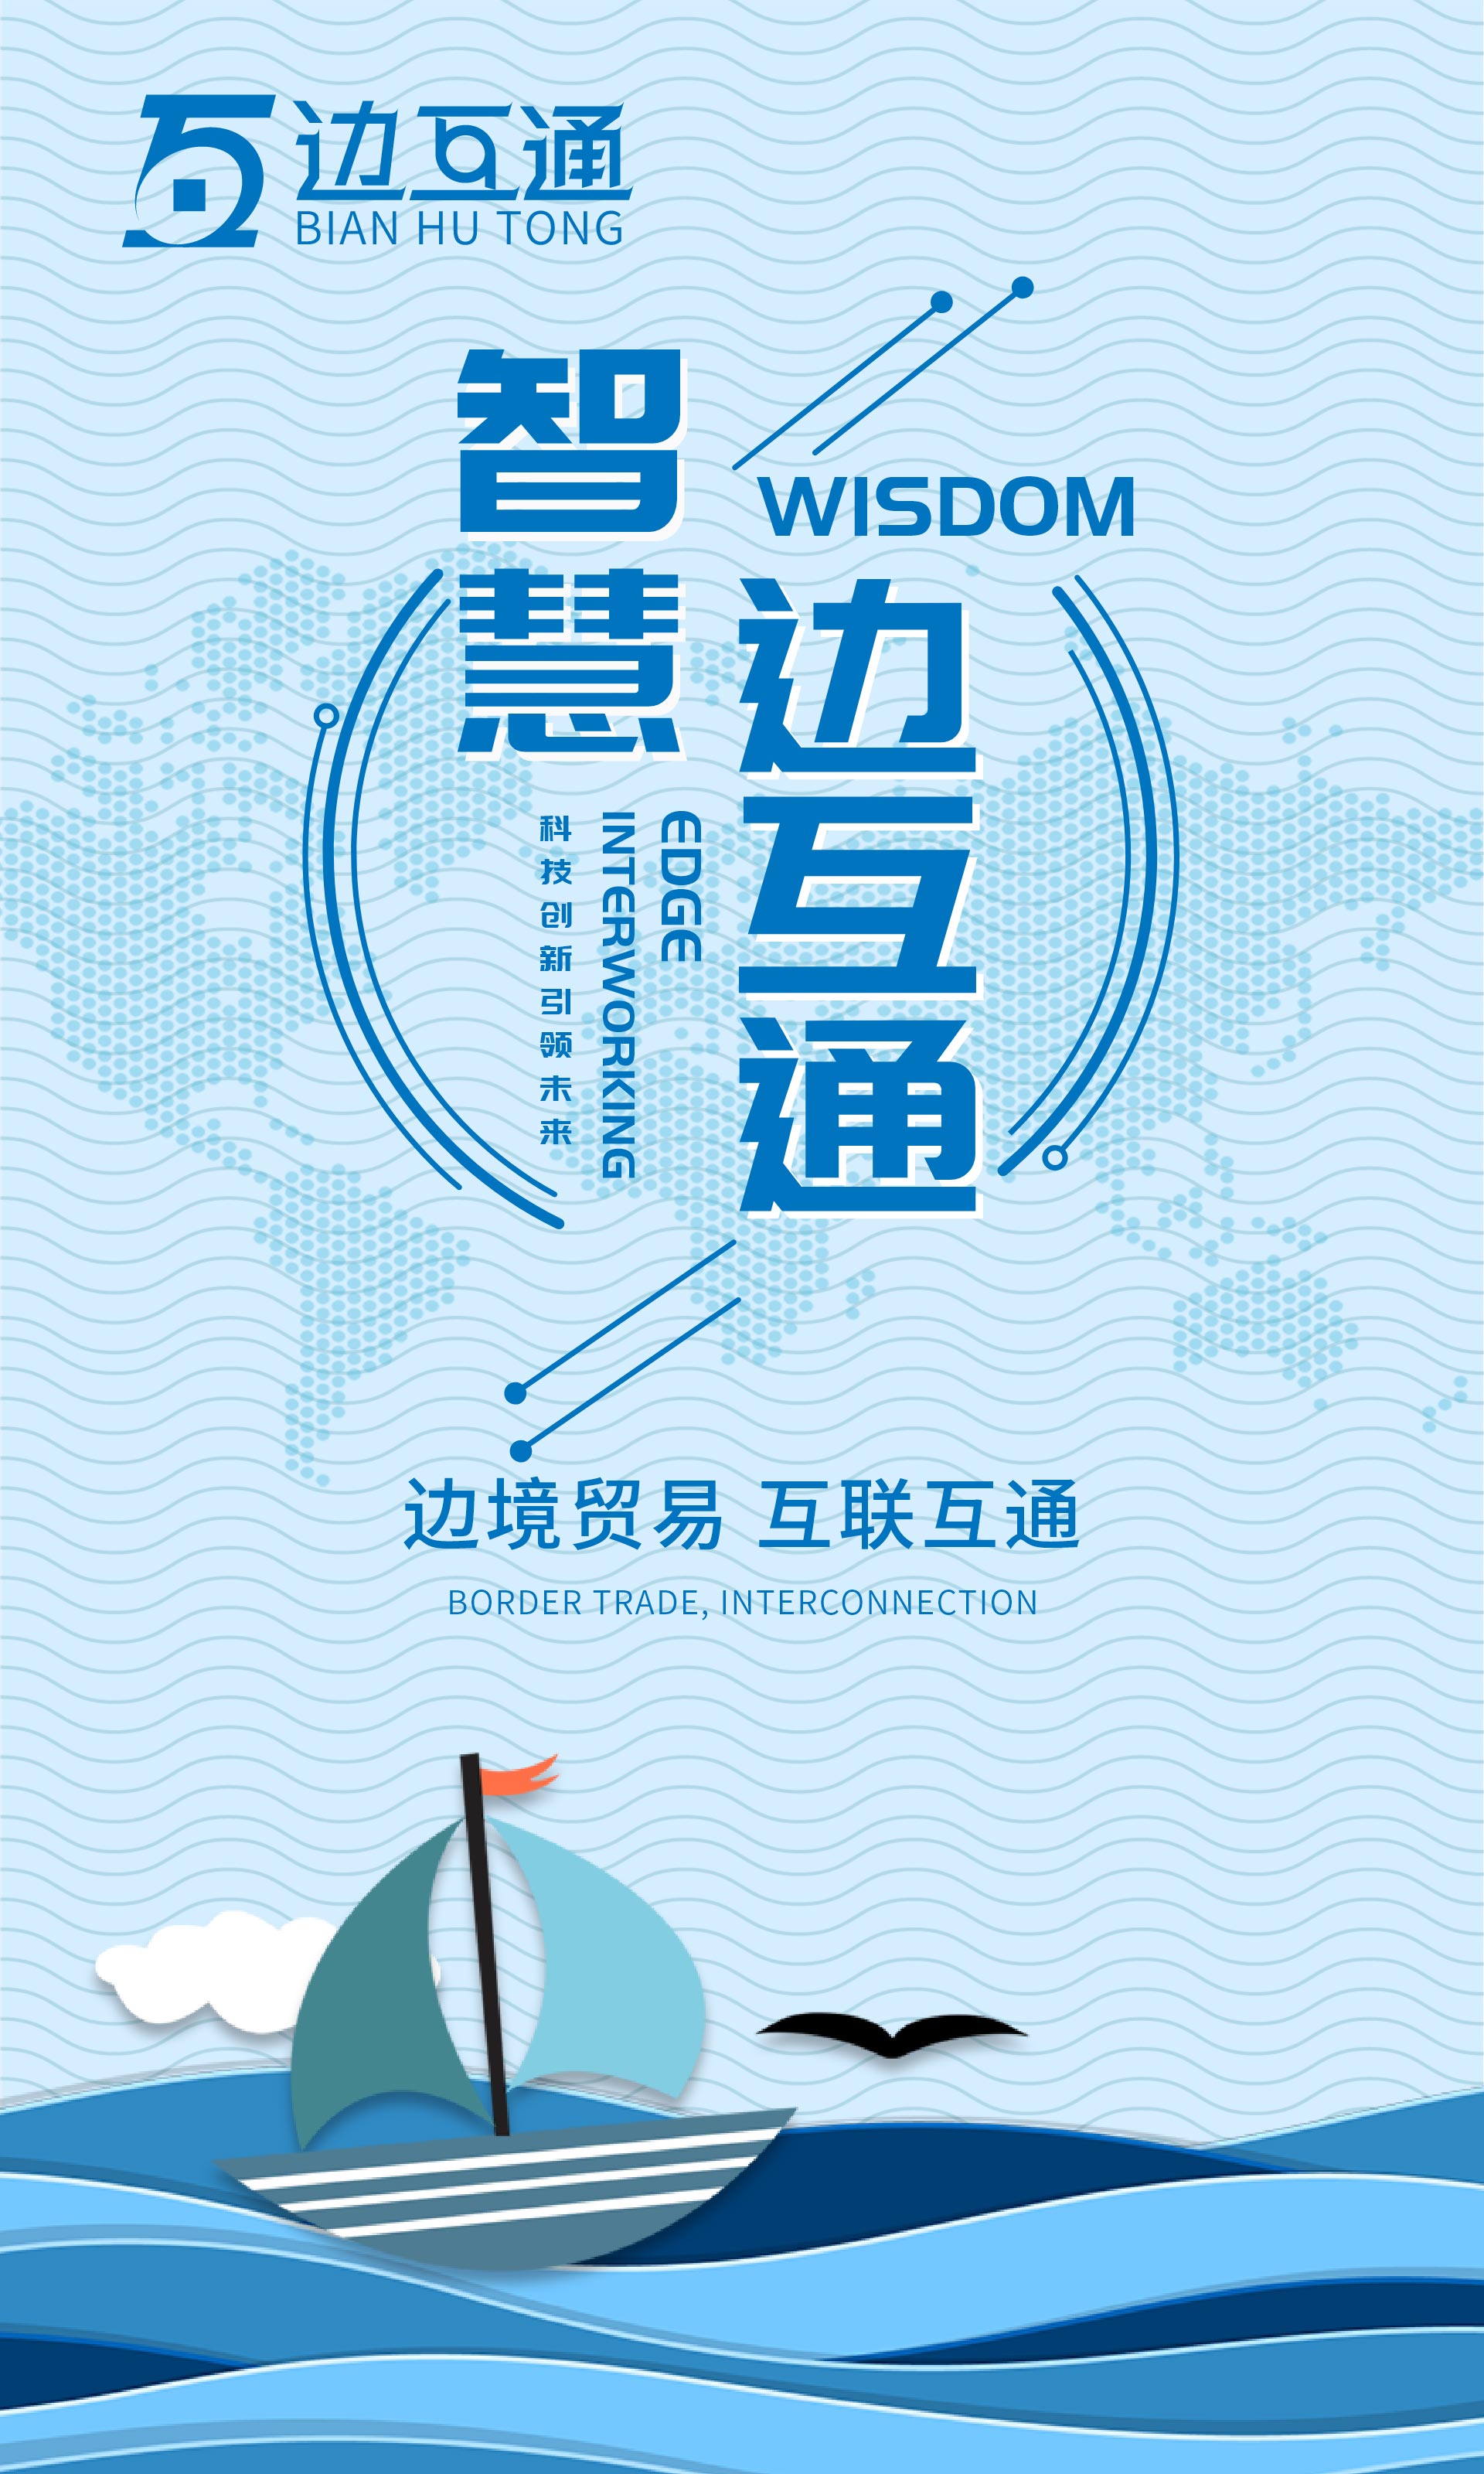 边互通
BIAN HU TONG
智慧
WISDOM
边互通
EDGE
INTERWORKING
科技创新引领未来
边境贸易 互联互通
BORDER TRADE, INTERCONNECTION